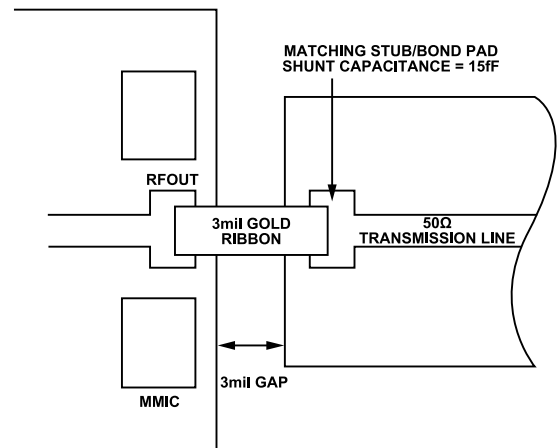 MATCHING STUB/BOND PAD
SHUNT CAPACITANCE = 15fF
RFOUT
3mil GOLD
RIBBON
50Ω
TRANSMISSION LINE
3mil GAP
MMIC